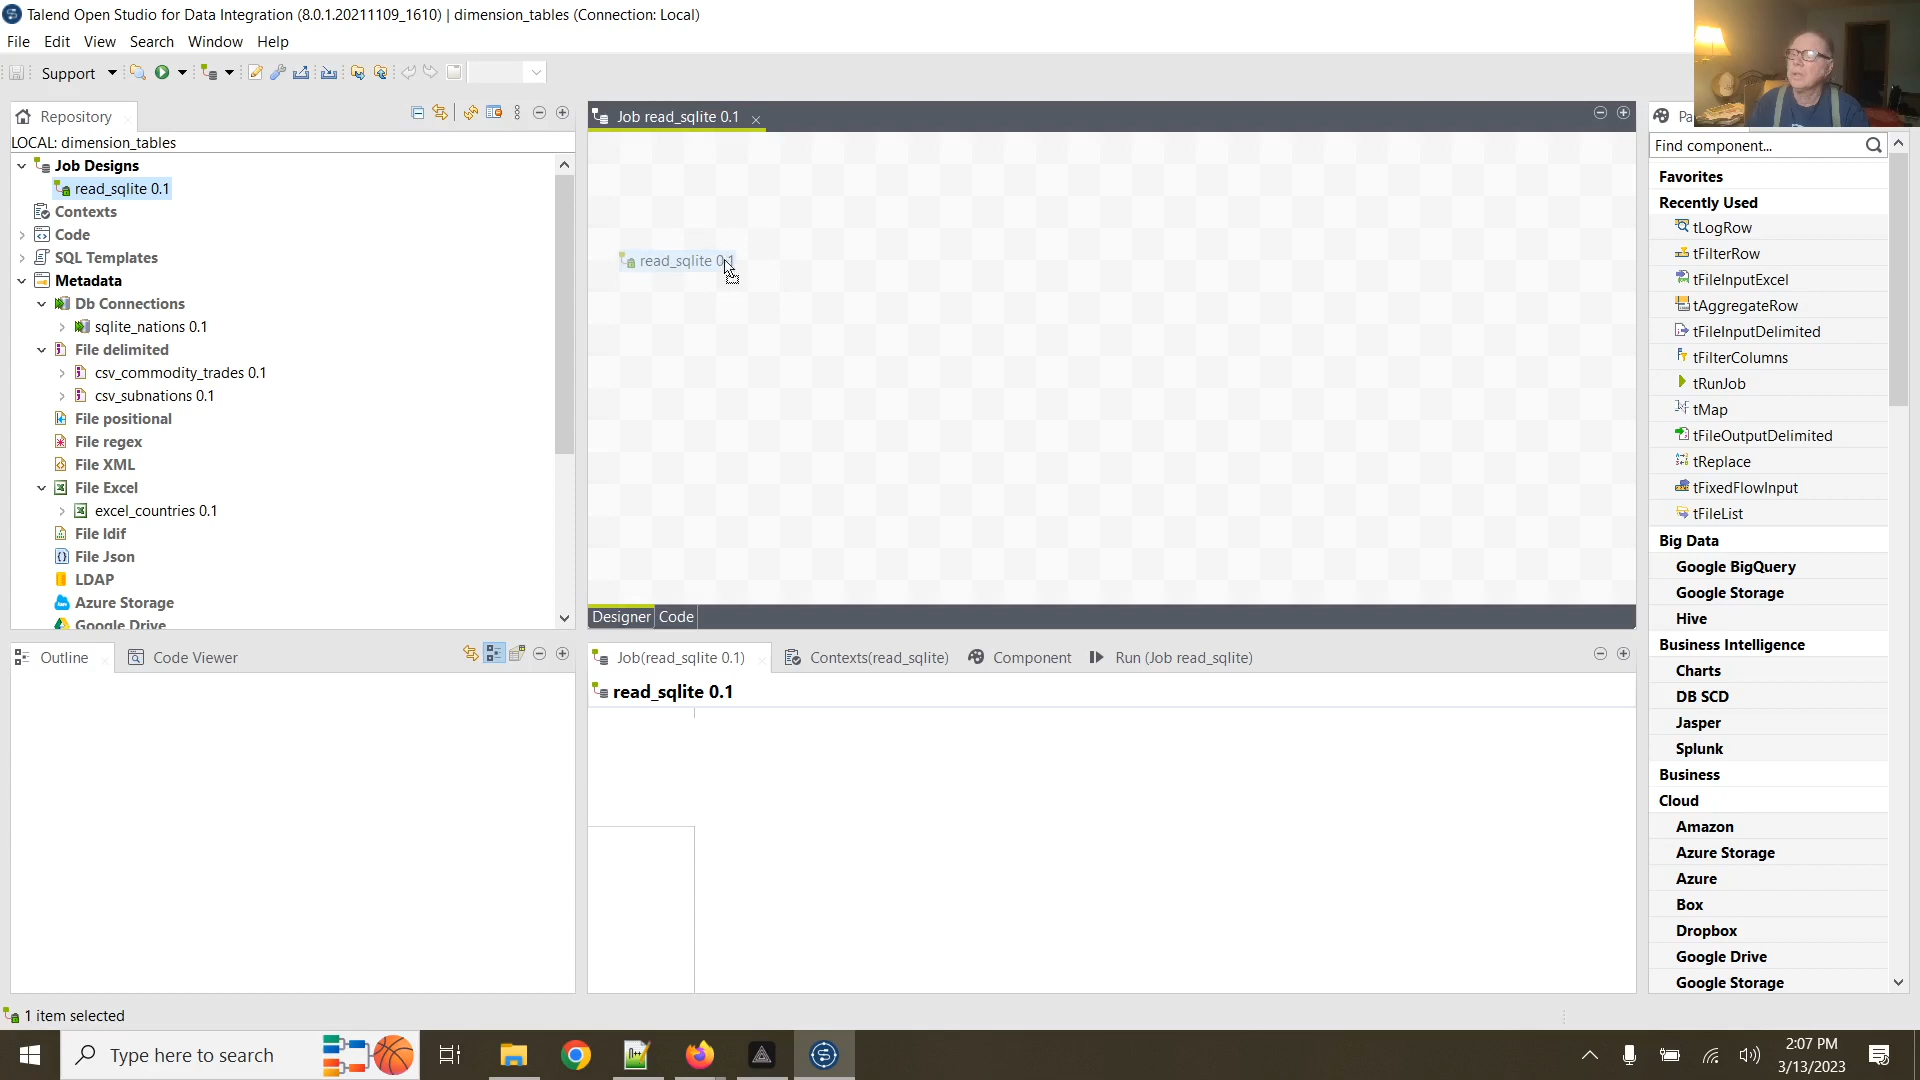 Talend Open Studio for Data Integration (8.0.1.20211109_1610) | dimension_tables (Connection: Local)
File Edit View Search Window Help
Support
Repository
LOCAL: dimension_tables
Job Designs
read_sqlite 0.1
Contexts
Code
SQL Templates
Metadata
Db Connections
sqlite_nations 0.1
File delimited
csv_commodity_trades 0.1
csv_subnations 0.1
File positional
File regex
File XML
File Excel
excel_countries 0.1
File ldif
File Json
LDAP
Azure Storage
Google Drive
Job read_sqlite 0.1
read_sqlite 0.1
Designer Code
Pa
Find component...
Favorites
Recently Used
tLogRow
tFilterRow
tFileInputExcel
tAggregateRow
tFileInputDelimited
tFilterColumns
tRunJob
tMap
tFileOutputDelimited
tReplace
tFixedFlowInput
tFileList
Big Data
Google BigQuery
Google Storage
Hive
Business Intelligence
Charts
DB SCD
Jasper
Splunk
Business
Cloud
Amazon
Azure Storage
Azure
Box
Dropbox
Google Drive
Google Storage
Outline Code Viewer
Job(read_sqlite 0.1) Contexts(read_sqlite) Component Run (Job read_sqlite)
read_sqlite 0.1
1 item selected
Type here to search
2:07 PM
3/13/2023